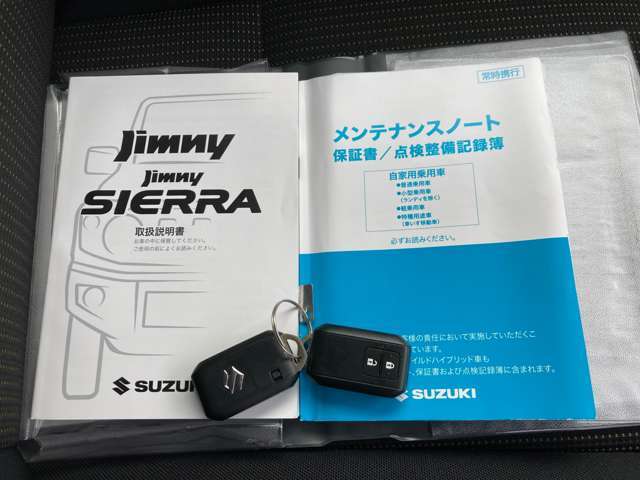 Jimny
Jimny
SIERRA
取扱説明書
お車の中に保管してください。
ご使用の前によくお読みください。
SUZUKI
常時携行
メンテナンスノート
保証書／点検整備記録簿
自家用乗用車
●普通乗用車
●小型乗用車
(ランディを除く)
●軽乗用車
●特種用途車
(車いす移動車)
必ずお読みください。
客様の責任において実施していただくこ
ています。
イルドハイブリッド車も
、保証書および点検記録簿に含まれます。
SUZUKI